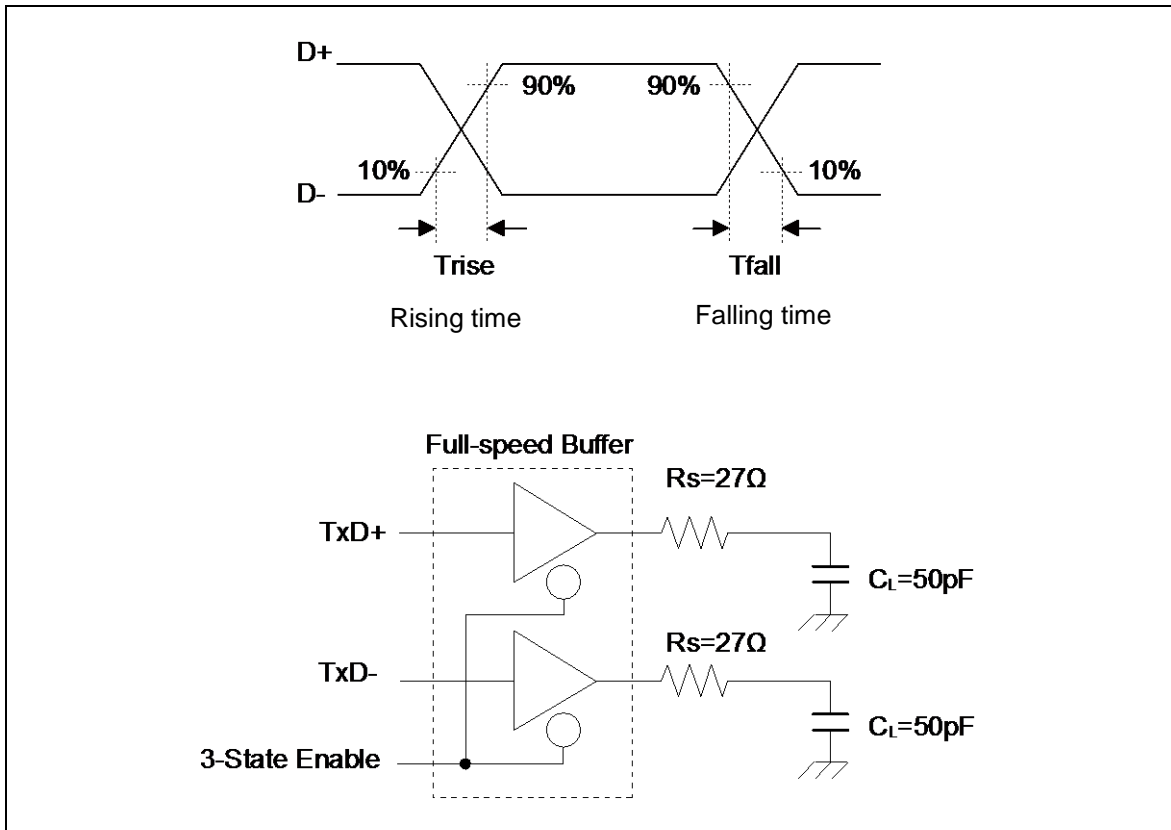 D+
90% 90%
10% 10%
D-
Trise Tfall
Rising time Falling time
Full-speed Buffer
Rs=27Ω
TxD+
CL=50pF
Rs=27Ω
TxD-
CL=50pF
3-State Enable